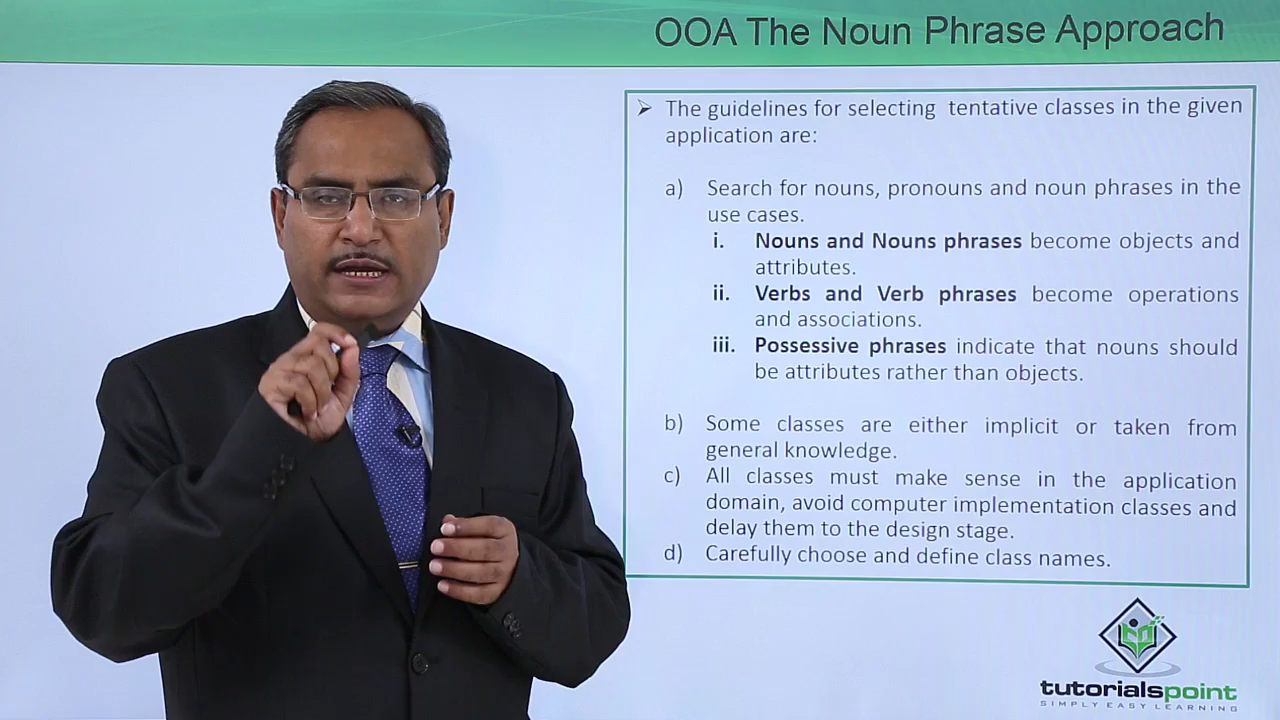 OOA The Noun Phrase Approach
The guidelines for selecting tentative classes in the given
application are:
a) Search for nouns, pronouns and noun phrases in the
use cases.
i. Nouns and Nouns phrases become objects and
attributes.
ii. Verbs and Verb phrases become operations
and associations.
iii. Possessive phrases indicate that nouns should
be attributes rather than objects.
b) Some classes are either implicit or taken from
general knowledge.
c) All classes must make sense in the application
domain, avoid computer implementation classes and
delay them to the design stage.
d) Carefully choose and define class names.
tutorialspoint
SIMPLY EASY LEARNING